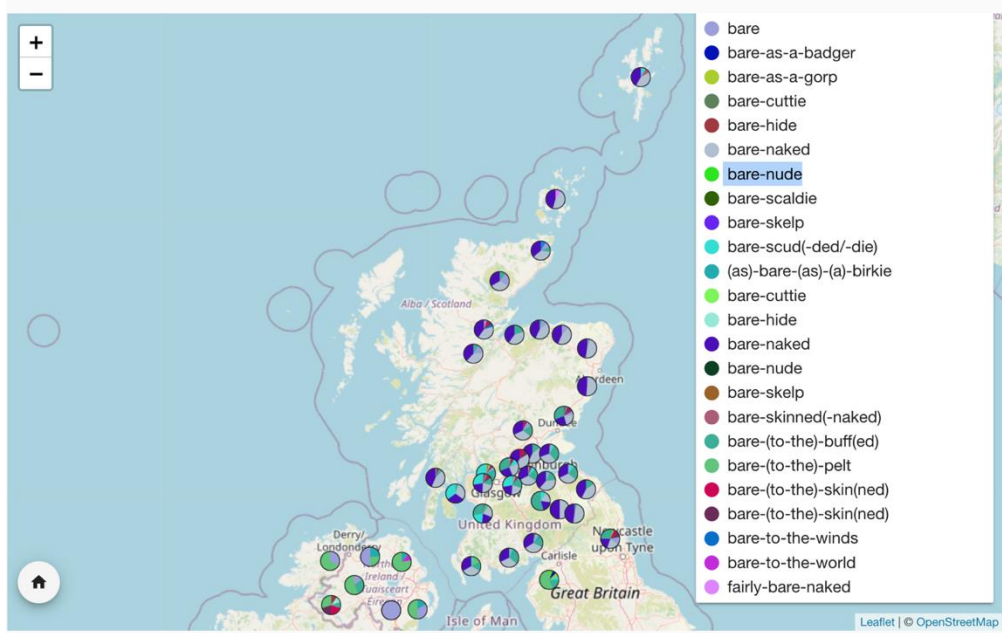 +
−
bare
bare-as-a-badger
bare-as-a-gorp
bare-cuttie
bare-hide
bare-naked
bare-nude
bare-scaldie
bare-skelp
bare-scud(-ded/-die)
(as)-bare-(as)-(a)-birkie
bare-cuttie
bare-hide
bare-naked
bare-nude
bare-skelp
bare-skinned(-naked)
bare-(to-the)-buff(ed)
bare-(to-the)-pelt
bare-(to-the)-skin(ned)
bare-(to-the)-skin(ned)
bare-to-the-winds
bare-to-the-world
fairly-bare-naked
Alba / Scotland
Glasgow
United Kingdom
Derry/
Londonderry
Ireland /
Newcastle
upon Tyne
Carlisle
Great Britain
Isle of Man
Leaflet | © OpenStreetMap